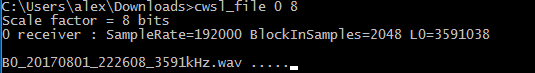 C:\Users\alex\Downloads>cwsl_file 0 8
Scale factor = 8 bits
0 receiver : SampleRate=192000 BlockInSamples=2048 L0=3591038
B0_20170801_222608_3591kHz.wav .....